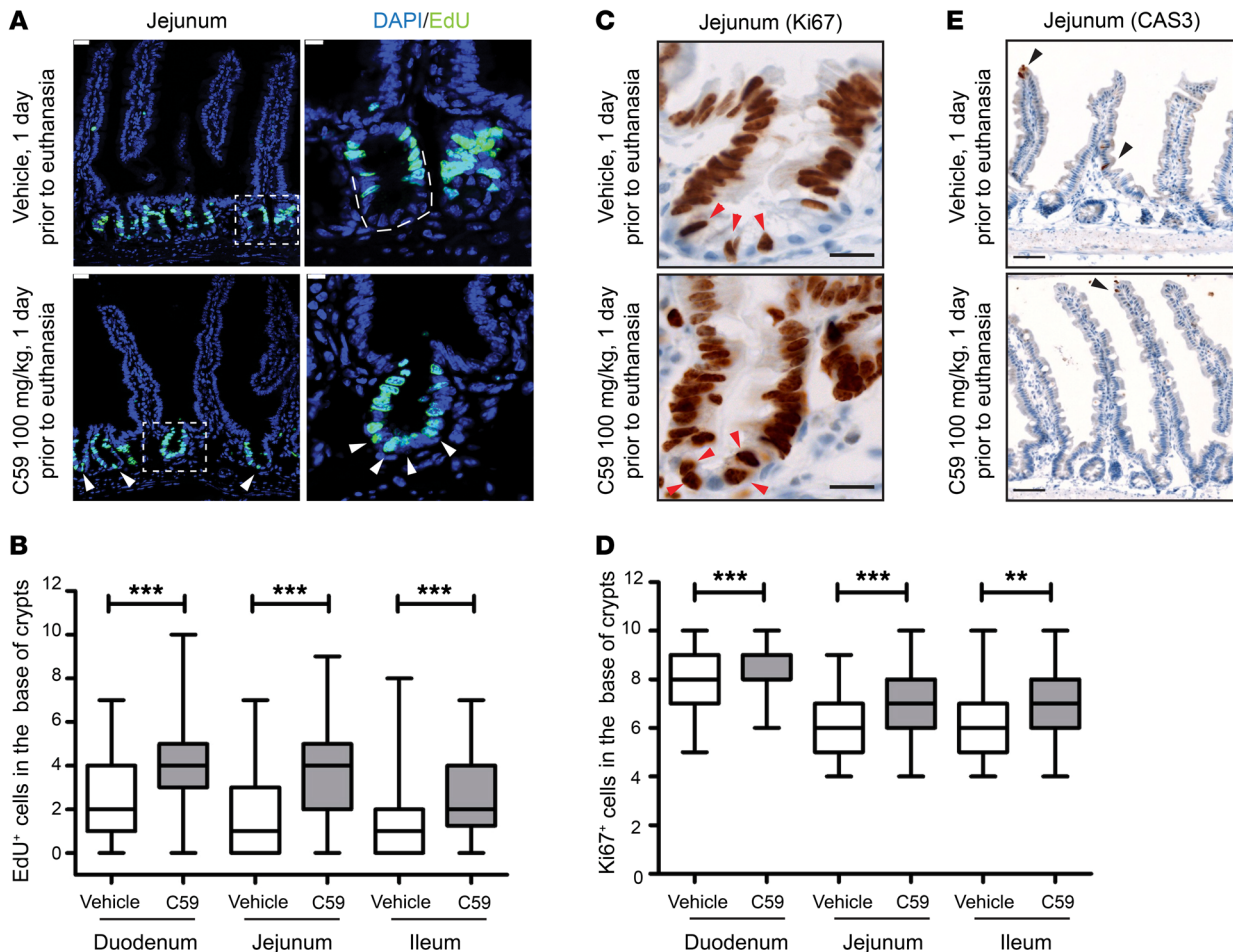 A
Jejunum
DAPI/EdU
Vehicle, 1 day
prior to euthanasia
C59 100 mg/kg, 1 day
prior to euthanasia
C
Jejunum (Ki67)
Vehicle, 1 day
prior to euthanasia
C59 100 mg/kg, 1 day
prior to euthanasia
E
Jejunum (CAS3)
Vehicle, 1 day
prior to euthanasia
C59 100 mg/kg, 1 day
prior to euthanasia
B
EdU⁺ cells in the base of crypts
12
10
8
6
4
2
0
*** *** ***
Vehicle C59 Vehicle C59 Vehicle C59
Duodenum Jejunum Ileum
D
Ki67⁺ cells in the base of crypts
12
10
8
6
4
2
0
*** *** **
Vehicle C59 Vehicle C59 Vehicle C59
Duodenum Jejunum Ileum